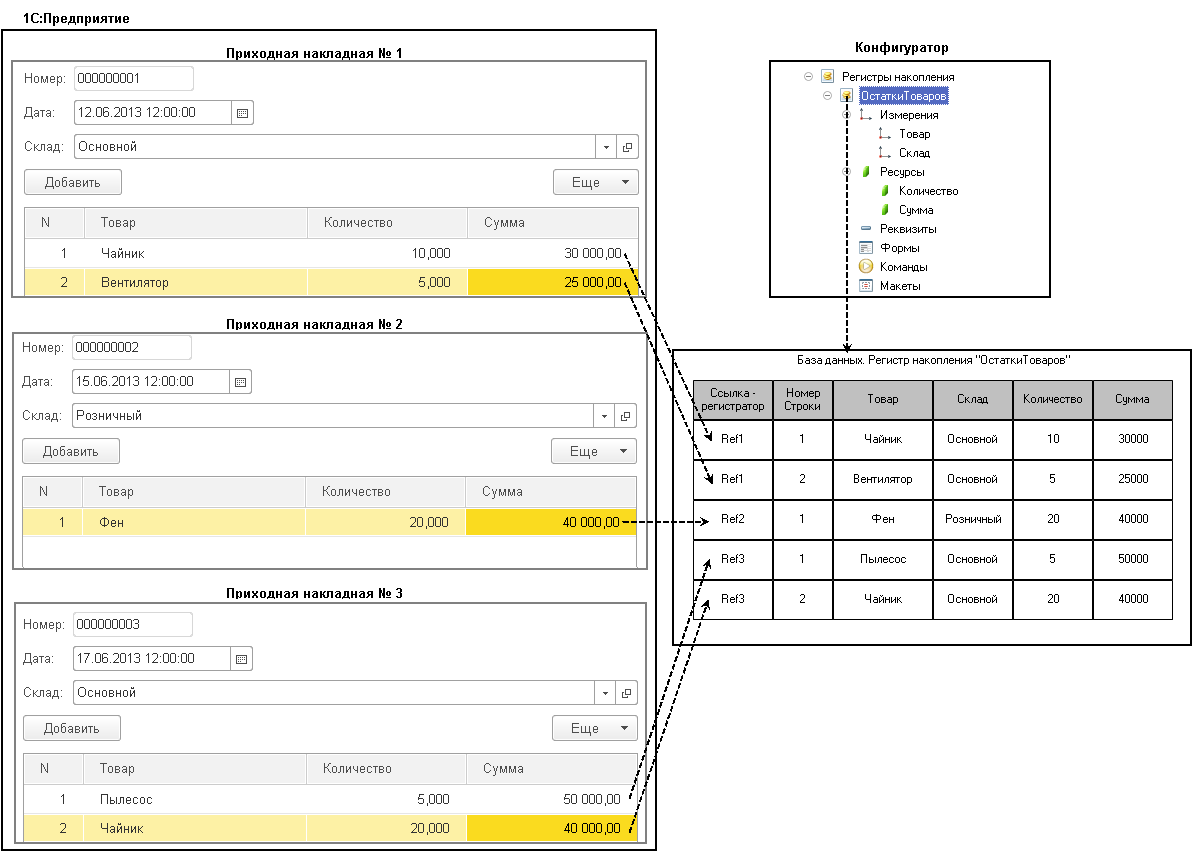 1С:Предприятие
Приходная накладная № 1
Номер: 000000001
Дата: 12.06.2013 12:00:00
Склад: Основной
Добавить Еще
N Товар Количество Сумма
1 Чайник 10,000 30 000,00
2 Вентилятор 5,000 25 000,00
Приходная накладная № 2
Номер: 000000002
Дата: 15.06.2013 12:00:00
Склад: Розничный
Добавить Еще
N Товар Количество Сумма
1 Фен 20,000 40 000,00
Приходная накладная № 3
Номер: 000000003
Дата: 17.06.2013 12:00:00
Склад: Основной
Добавить Еще
N Товар Количество Сумма
1 Пылесос 5,000 50 000,00
2 Чайник 20,000 40 000,00
Конфигуратор
Регистры накопления
ОстаткиТоваров
Измерения
Товар
Склад
Ресурсы
Количество
Сумма
Реквизиты
Формы
Команды
Макеты
База данных. Регистр накопления "ОстаткиТоваров"
Ссылка - регистратор Номер Строки Товар Склад Количество Сумма
Ref1 1 Чайник Основной 10 30000
Ref1 2 Вентилятор Основной 5 25000
Ref2 1 Фен Розничный 20 40000
Ref3 1 Пылесос Основной 5 50000
Ref3 2 Чайник Основной 20 40000